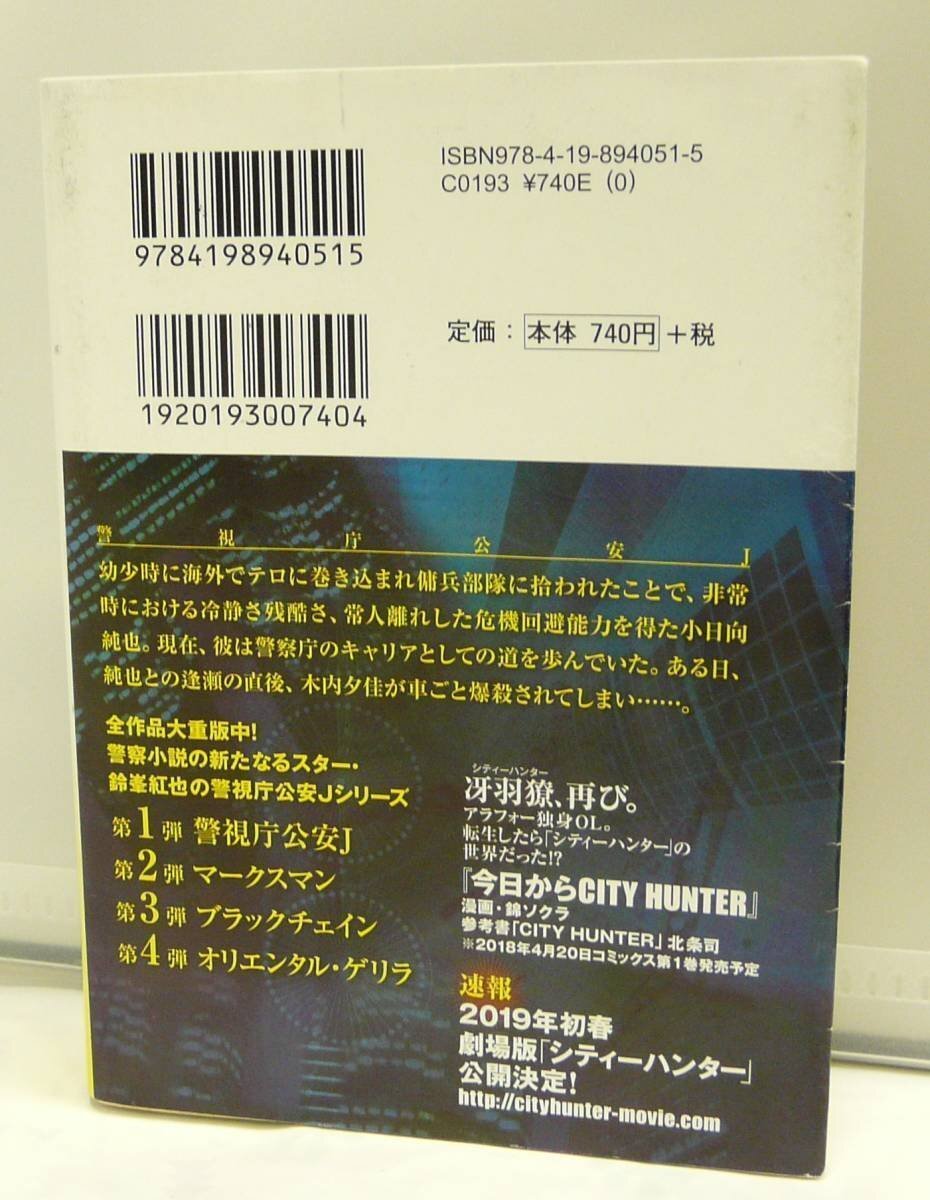 ISBN978-4-19-894051-5
C0193 ¥740E (0)
9784198940515
定価：本体 740円+税
1920193007404
警視庁公安J
幼少時に海外でテロに巻き込まれ傭兵部隊に拾われたことで、非常
時における冷静さ残酷さ、常人離れした危機回避能力を得た小日向
純也。現在、彼は警察庁のキャリアとしての道を歩んでいた。ある日、
純也との逢瀬の直後、木内夕佳が車ごと爆殺されてしまい……。
全作品大重版中！
警察小説の新たなるスター・
鈴峯紅也の警視庁公安Jシリーズ
第1弾 警視庁公安J
第2弾 マークスマン
第3弾 ブラックチェイン
第4弾 オリエンタル・ゲリラ
シティーハンター
冴羽獠、再び。
アラフォー独身OL。
転生したら「シティーハンター」の
世界だった!?
『今日からCITY HUNTER』
漫画・錦ソクラ
参考書「CITY HUNTER」北条司
※2018年4月20日コミックス第1巻発売予定
速報
2019年初春
劇場版「シティーハンター」
公開決定！
http://cityhunter-movie.com